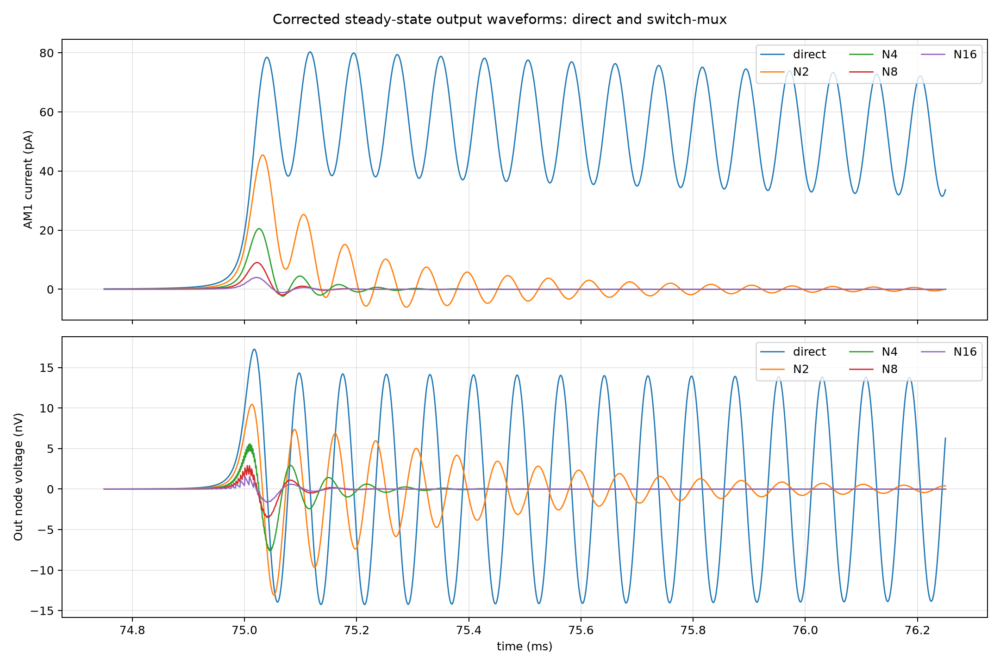 Corrected steady-state output waveforms: direct and switch-mux
AM1 current (pA)
80
60
40
20
0
direct N4 N16
N2 N8
Out node voltage (nV)
15
10
5
0
−5
−10
−15
direct N4 N16
N2 N8
74.8 75.0 75.2 75.4 75.6 75.8 76.0 76.2
time (ms)